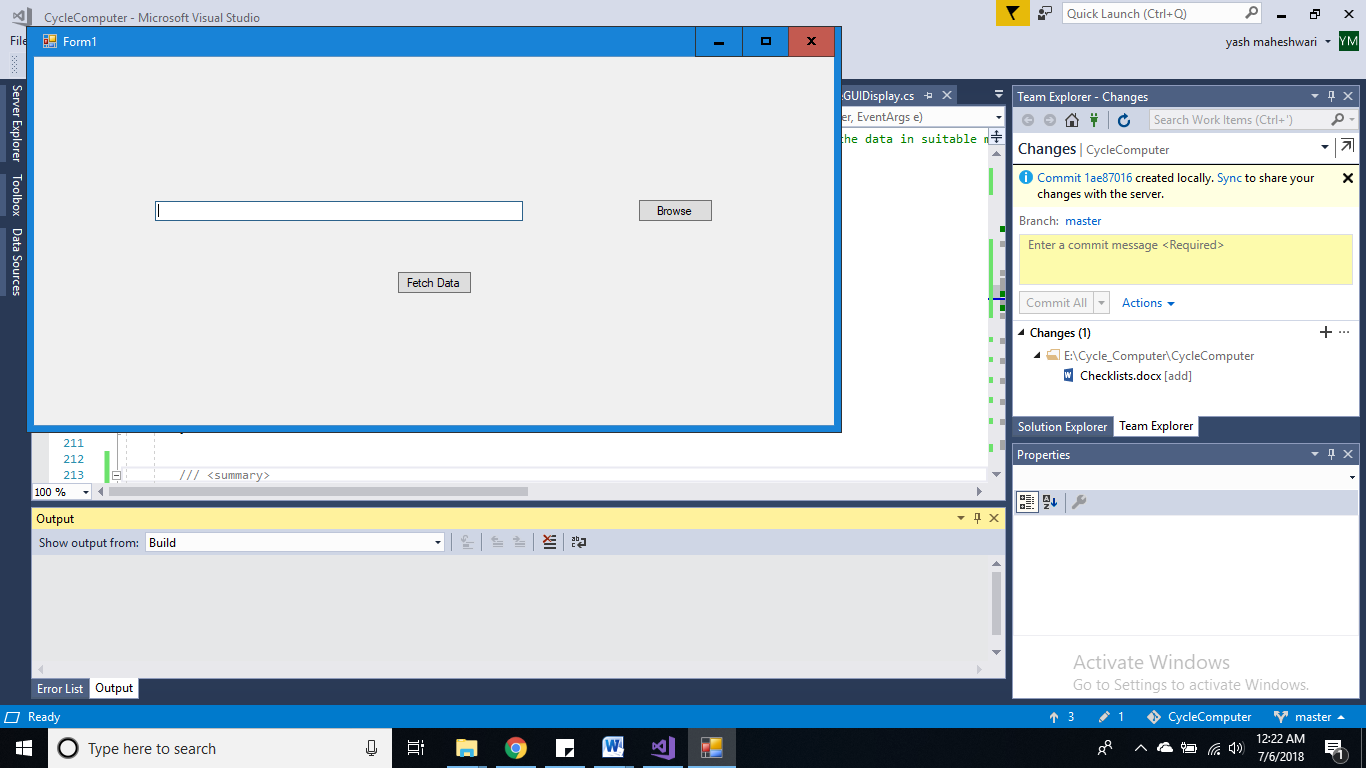 CycleComputer - Microsoft Visual Studio
Quick Launch (Ctrl+Q)
yash maheshwari
YM
Form1
Browse
Fetch Data
Server Explorer
Toolbox
Data Sources
GUIDisplay.cs
er, EventArgs e)
the data in suitable m
211
212
213 /// <summary>
100 %
Output
Show output from: Build
Error List Output
Team Explorer - Changes
Search Work Items (Ctrl+')
Changes | CycleComputer
Commit 1ae87016 created locally. Sync to share your
changes with the server.
Branch: master
Enter a commit message <Required>
Commit All Actions
Changes (1)
E:\Cycle_Computer\CycleComputer
Checklists.docx [add]
Solution Explorer Team Explorer
Properties
Activate Windows
Go to Settings to activate Windows.
Ready 3 1 CycleComputer master
Type here to search
12:22 AM
7/6/2018
1